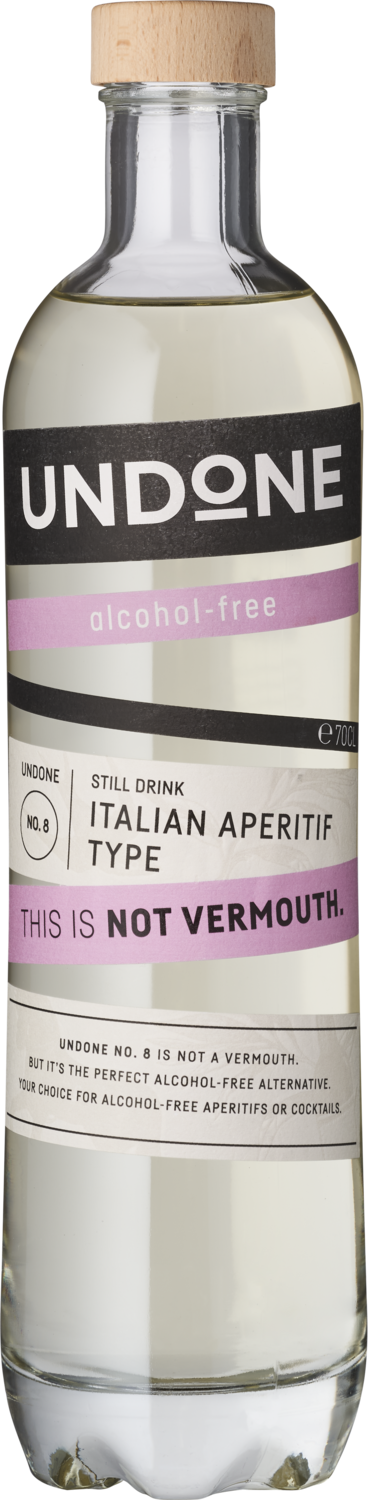 UNDONE
alcohol-free
℮ 70CL
UNDONE
NO. 8
STILL DRINK
ITALIAN APERITIF
TYPE
THIS IS NOT VERMOUTH.
UNDONE NO. 8 IS NOT A VERMOUTH.
BUT IT'S THE PERFECT ALCOHOL-FREE ALTERNATIVE.
YOUR CHOICE FOR ALCOHOL-FREE APERITIFS OR COCKTAILS.